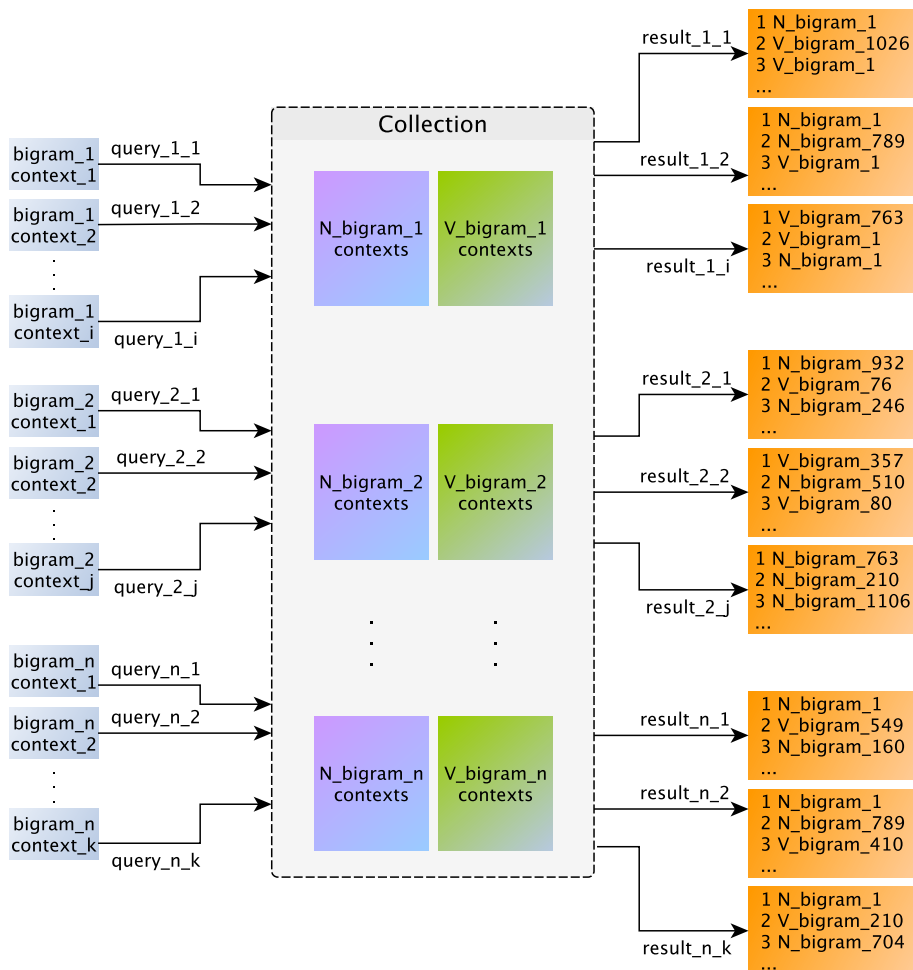 bigram_1
context_1
query_1_1
bigram_1
context_2
query_1_2
.
.
.
bigram_1
context_i
query_1_i
bigram_2
context_1
query_2_1
bigram_2
context_2
query_2_2
.
.
.
bigram_2
context_j
query_2_j
bigram_n
context_1
query_n_1
bigram_n
context_2
query_n_2
.
.
.
bigram_n
context_k
query_n_k
Collection
N_bigram_1
contexts
V_bigram_1
contexts
N_bigram_2
contexts
V_bigram_2
contexts
. .
. .
. .
N_bigram_n
contexts
V_bigram_n
contexts
result_1_1
1 N_bigram_1
2 V_bigram_1026
3 V_bigram_1
...
result_1_2
1 N_bigram_1
2 N_bigram_789
3 V_bigram_1
...
result_1_i
1 V_bigram_763
2 V_bigram_1
3 N_bigram_1
...
result_2_1
1 N_bigram_932
2 V_bigram_76
3 N_bigram_246
...
result_2_2
1 V_bigram_357
2 N_bigram_510
3 V_bigram_80
...
result_2_j
1 N_bigram_763
2 N_bigram_210
3 N_bigram_1106
...
result_n_1
1 N_bigram_1
2 V_bigram_549
3 N_bigram_160
...
result_n_2
1 N_bigram_1
2 N_bigram_789
3 V_bigram_410
...
result_n_k
1 N_bigram_1
2 V_bigram_210
3 N_bigram_704
...